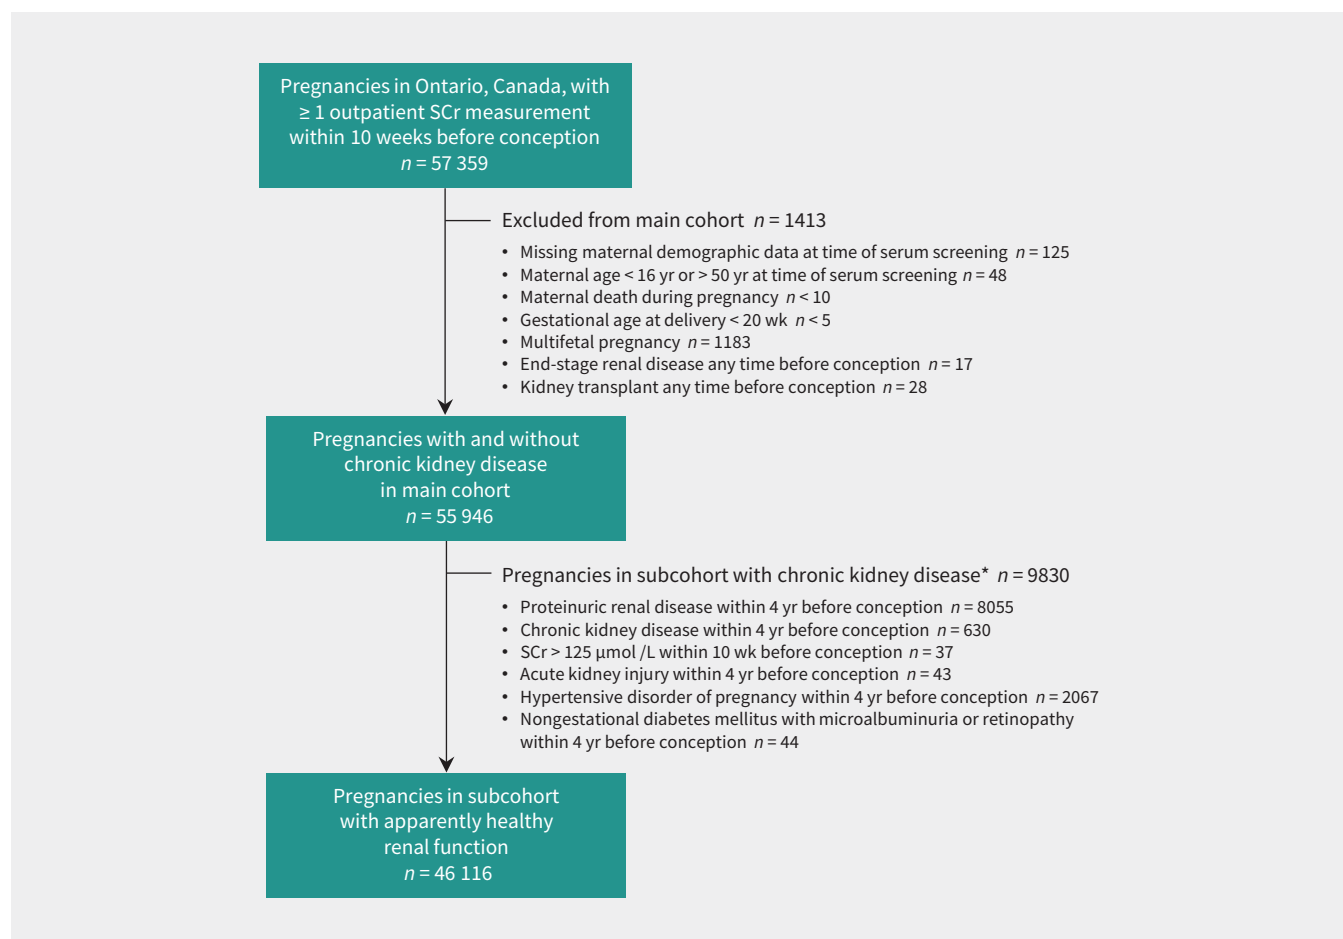 Pregnancies in Ontario, Canada, with
≥ 1 outpatient SCr measurement
within 10 weeks before conception
n = 57 359
Excluded from main cohort n = 1413
• Missing maternal demographic data at time of serum screening n = 125
• Maternal age < 16 yr or > 50 yr at time of serum screening n = 48
• Maternal death during pregnancy n < 10
• Gestational age at delivery < 20 wk n < 5
• Multifetal pregnancy n = 1183
• End-stage renal disease any time before conception n = 17
• Kidney transplant any time before conception n = 28
Pregnancies with and without
chronic kidney disease
in main cohort
n = 55 946
Pregnancies in subcohort with chronic kidney disease* n = 9830
• Proteinuric renal disease within 4 yr before conception n = 8055
• Chronic kidney disease within 4 yr before conception n = 630
• SCr > 125 µmol /L within 10 wk before conception n = 37
• Acute kidney injury within 4 yr before conception n = 43
• Hypertensive disorder of pregnancy within 4 yr before conception n = 2067
• Nongestational diabetes mellitus with microalbuminuria or retinopathy
within 4 yr before conception n = 44
Pregnancies in subcohort
with apparently healthy
renal function
n = 46 116